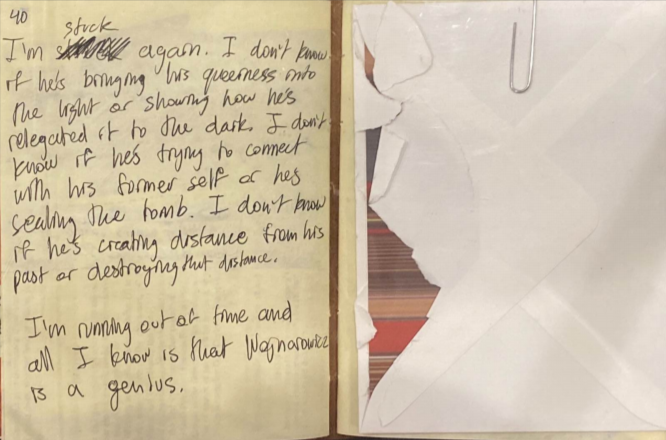 40
stuck
I'm again. I don't know
if he's bringing his queerness into
the light or showing how he's
relegated it to the dark. I don't
know if he's trying to connect
with his former self or he's
sealing the tomb. I don't know
if he's creating distance from his
past or destroying that distance.
I'm running out of time and
all I know is that Wojnarowicz
is a genius.